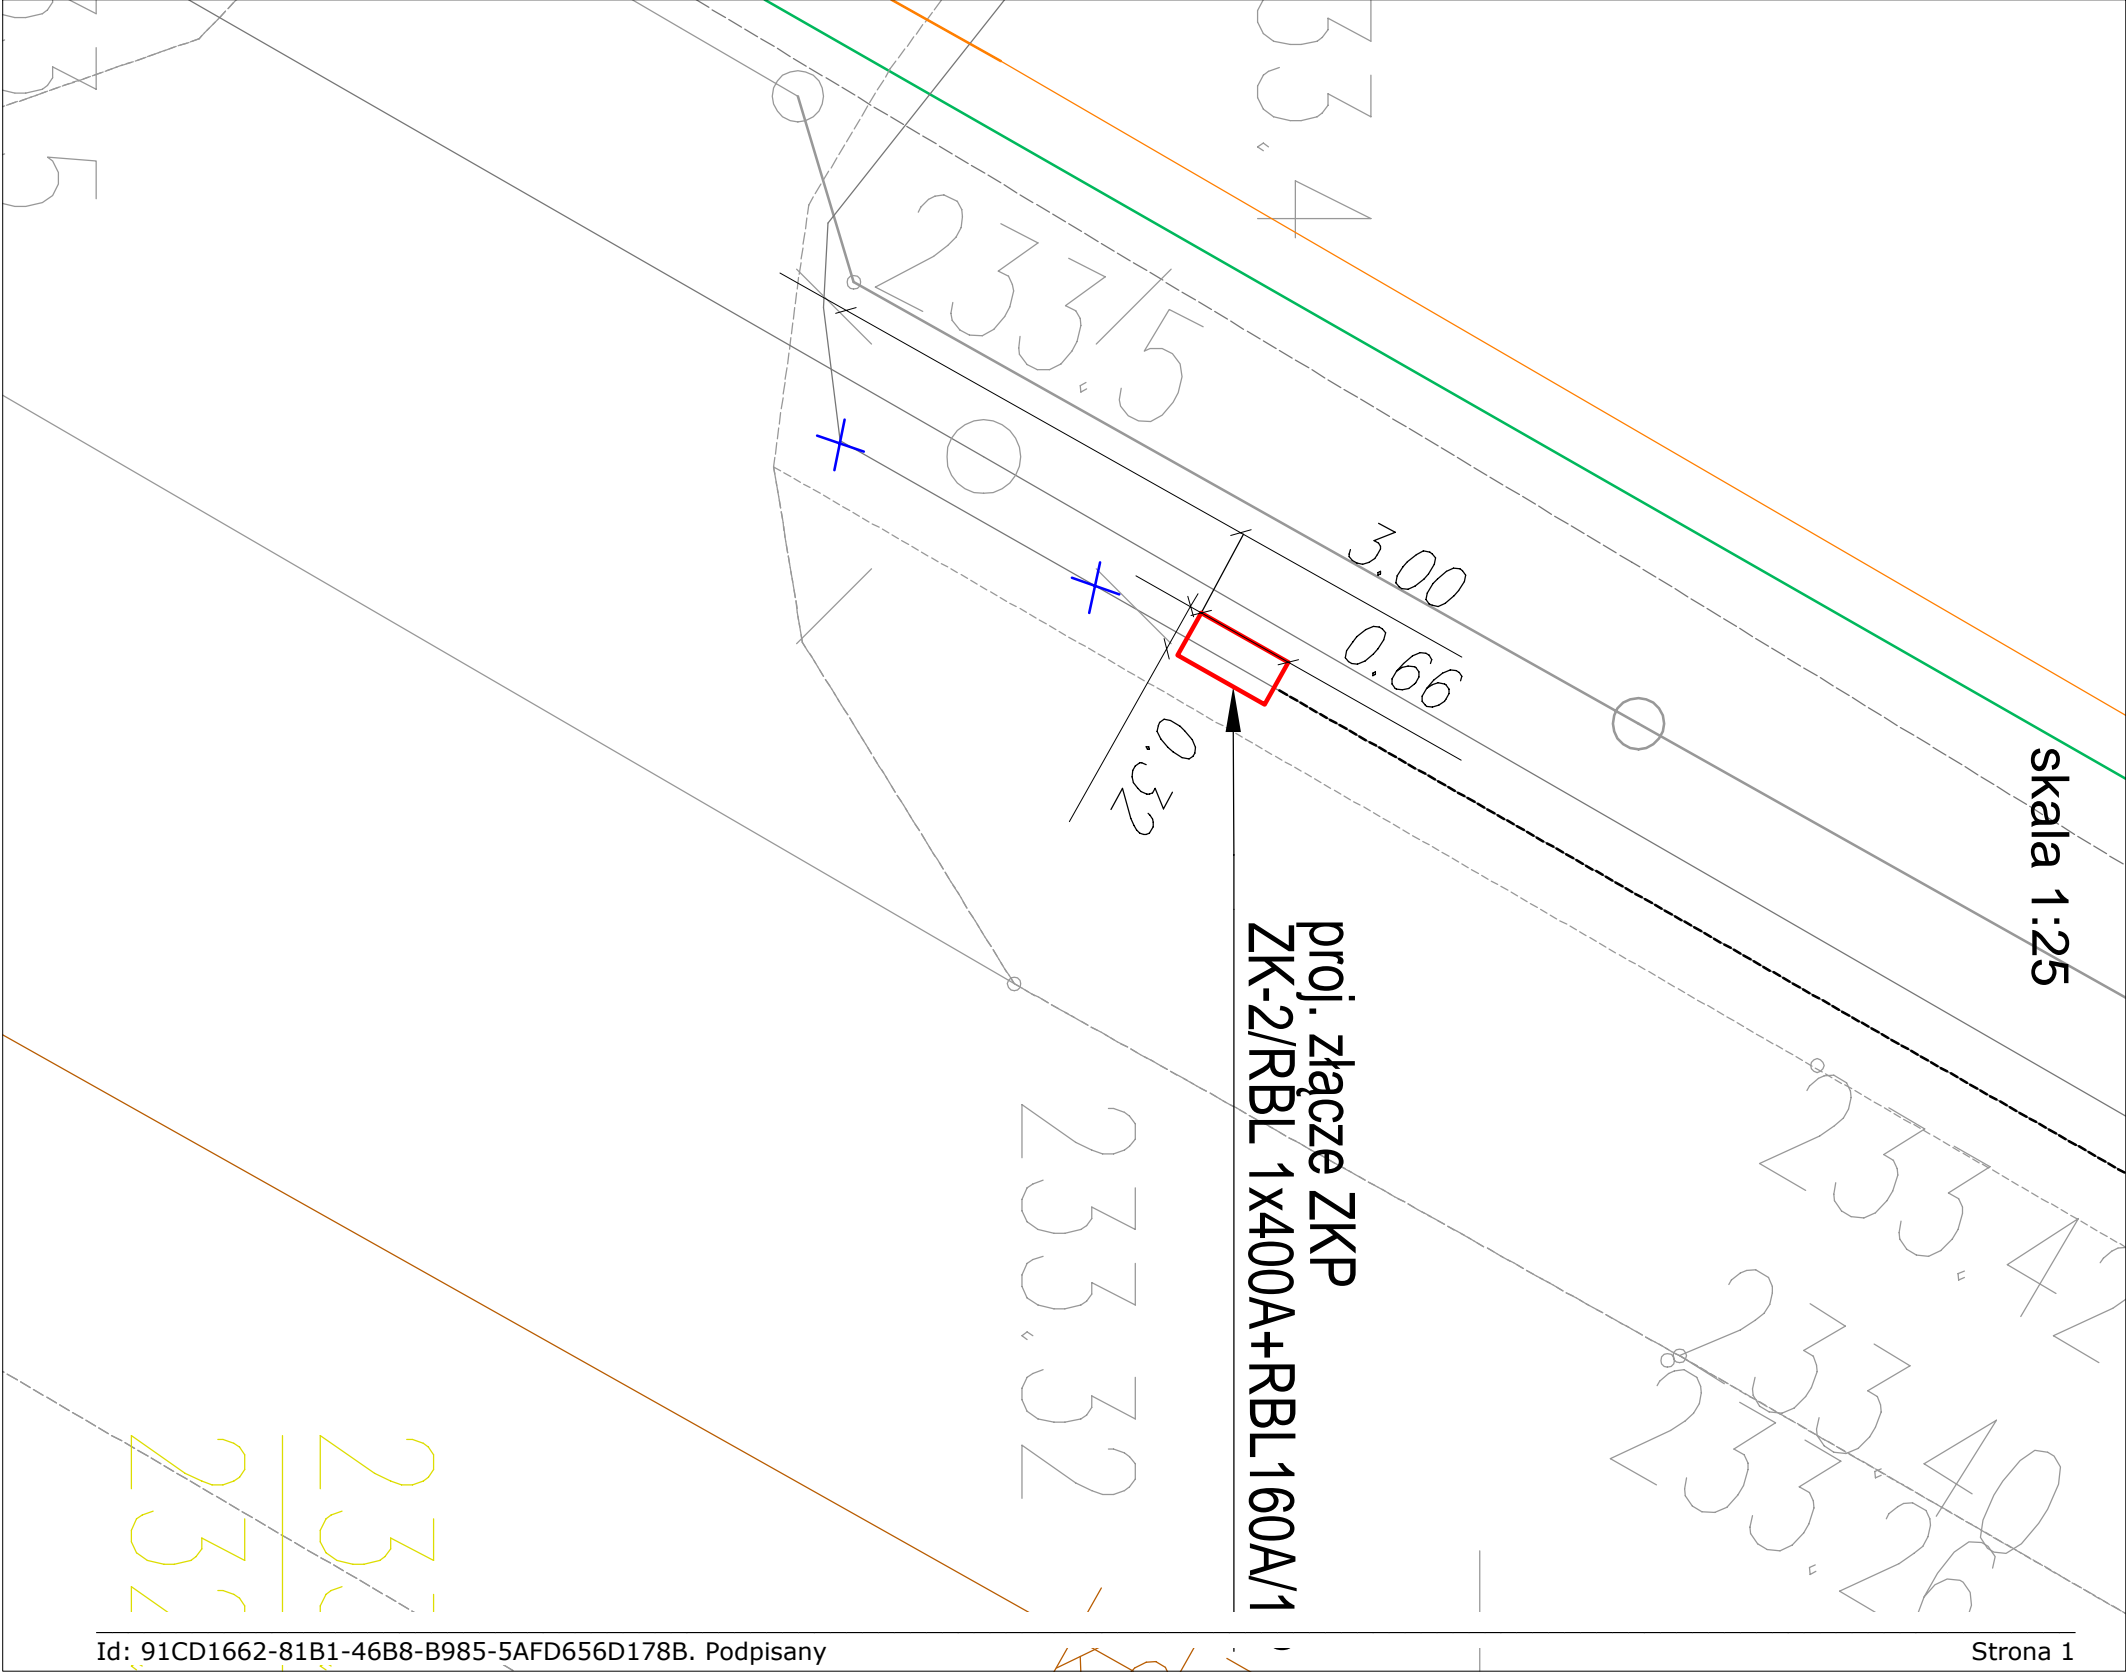 33.4
233.5
3.00
0.66
0.32
skala 1:25
proj. złącze ZKP
ZK-2/RBL 1x400A+RBL160A/1
233.32
233.42
233.40
233.26
Id: 91CD1662-81B1-46B8-B985-5AFD656D178B. Podpisany
Strona 1